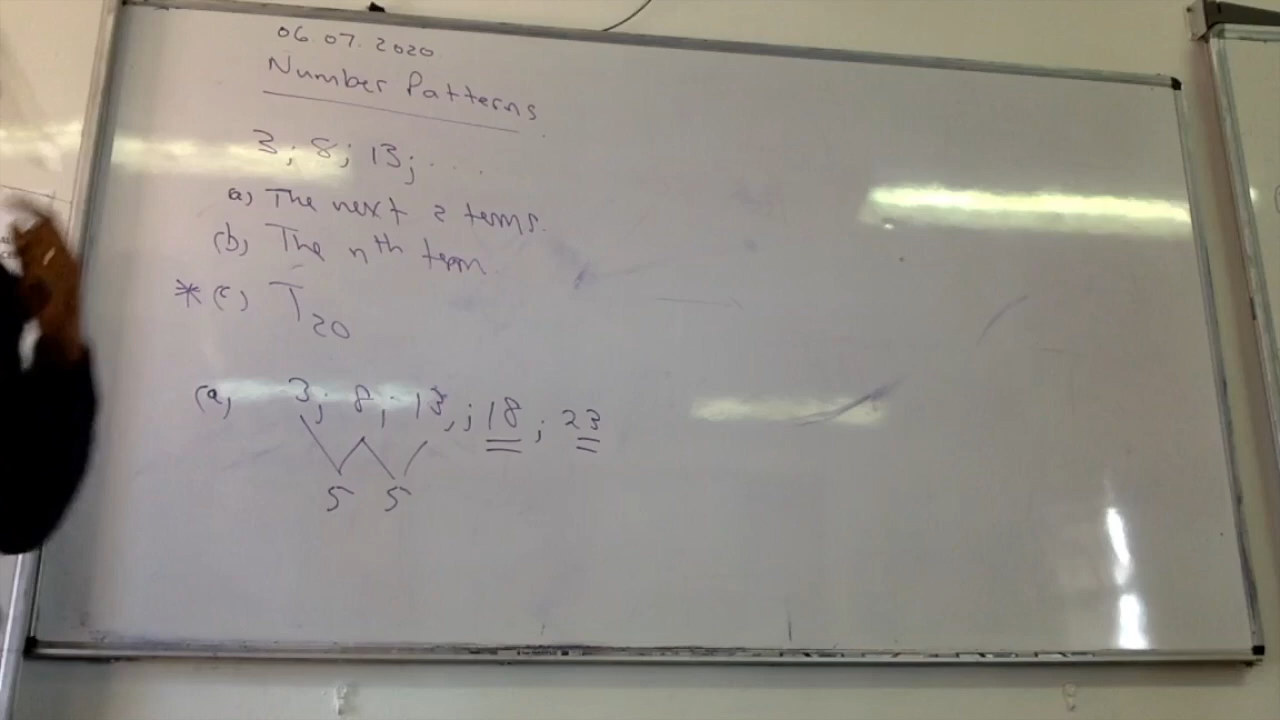 06.07.2020
Number Patterns
3; 8; 13; ....
a) The next 2 terms.
(b) The nth term
*(c) T20
(a) 3; 8; 13,; 18; 23
5 5